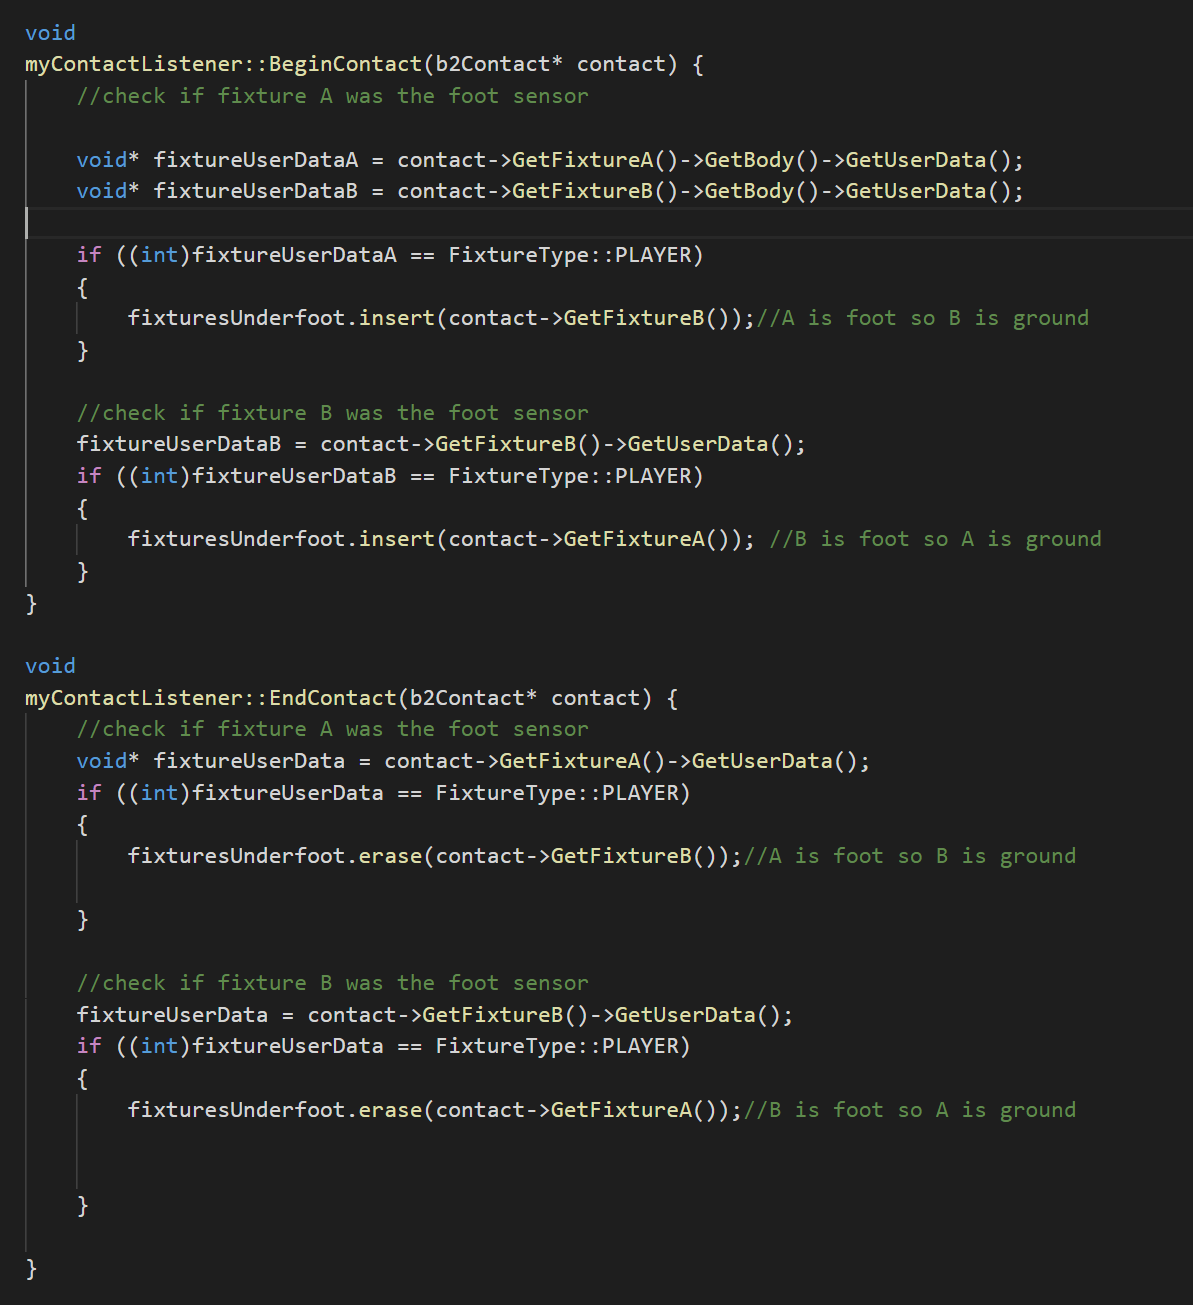 void
myContactListener::BeginContact(b2Contact* contact) {
    //check if fixture A was the foot sensor

    void* fixtureUserDataA = contact->GetFixtureA()->GetBody()->GetUserData();
    void* fixtureUserDataB = contact->GetFixtureB()->GetBody()->GetUserData();

    if ((int)fixtureUserDataA == FixtureType::PLAYER)
    {
        fixturesUnderfoot.insert(contact->GetFixtureB());//A is foot so B is ground
    }

    //check if fixture B was the foot sensor
    fixtureUserDataB = contact->GetFixtureB()->GetUserData();
    if ((int)fixtureUserDataB == FixtureType::PLAYER)
    {
        fixturesUnderfoot.insert(contact->GetFixtureA()); //B is foot so A is ground
    }
}

void
myContactListener::EndContact(b2Contact* contact) {
    //check if fixture A was the foot sensor
    void* fixtureUserData = contact->GetFixtureA()->GetUserData();
    if ((int)fixtureUserData == FixtureType::PLAYER)
    {
        fixturesUnderfoot.erase(contact->GetFixtureB());//A is foot so B is ground

    }

    //check if fixture B was the foot sensor
    fixtureUserData = contact->GetFixtureB()->GetUserData();
    if ((int)fixtureUserData == FixtureType::PLAYER)
    {
        fixturesUnderfoot.erase(contact->GetFixtureA());//B is foot so A is ground


    }

}